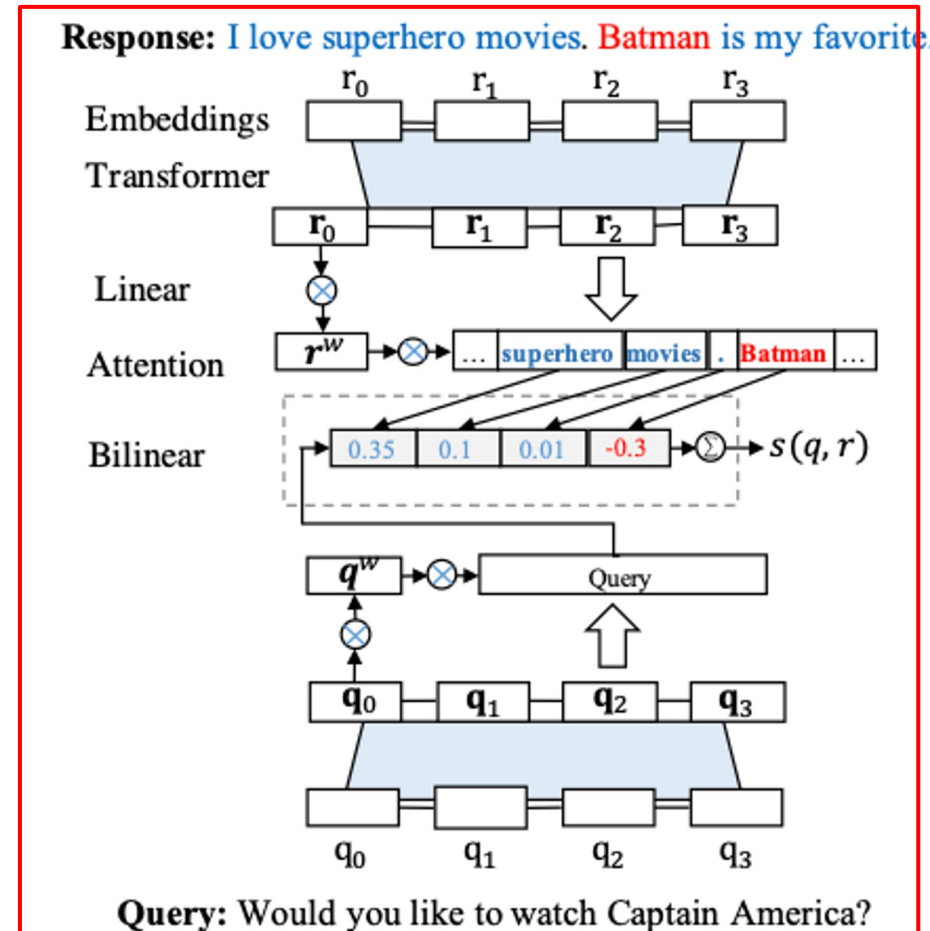 Response: I love superhero movies. Batman is my favorite.
r0 r1 r2 r3
Embeddings
Transformer
r0 r1 r2 r3
Linear
rw … superhero movies . Batman …
Attention
Bilinear 0.35 0.1 0.01 -0.3 Σ s(q, r)
qw Query
q0 q1 q2 q3
q0 q1 q2 q3
Query: Would you like to watch Captain America?